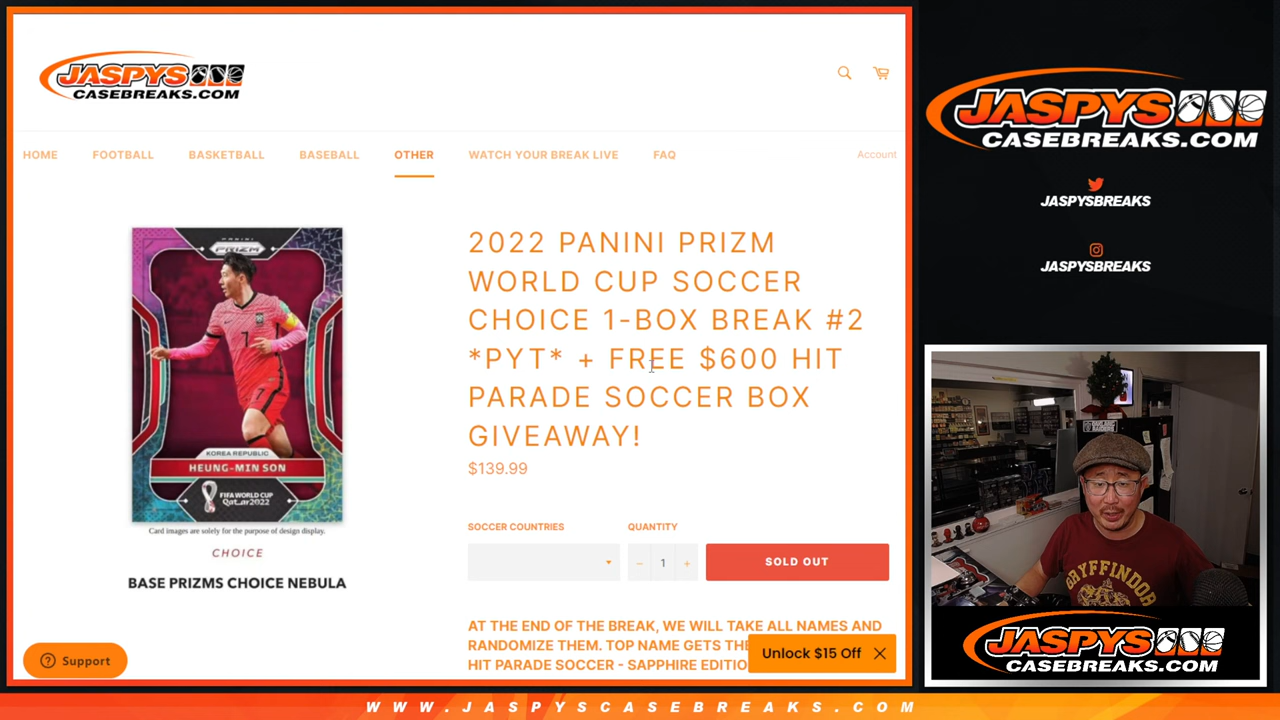 JASPYS
CASEBREAKS.COM
HOME FOOTBALL BASKETBALL BASEBALL OTHER WATCH YOUR BREAK LIVE FAQ Account
PRIZM
KOREA REPUBLIC
HEUNG-MIN SON
FIFA WORLD CUP
Qatar2022
Card images are solely for the purpose of design display.
CHOICE
BASE PRIZMS CHOICE NEBULA
2022 PANINI PRIZM
WORLD CUP SOCCER
CHOICE 1-BOX BREAK #2
*PYT* + FREE $600 HIT
PARADE SOCCER BOX
GIVEAWAY!
$139.99
SOCCER COUNTRIES QUANTITY
− 1 + SOLD OUT
AT THE END OF THE BREAK, WE WILL TAKE ALL NAMES AND
RANDOMIZE THEM. TOP NAME GETS THE
HIT PARADE SOCCER - SAPPHIRE EDITIO
Support
Unlock $15 Off
JASPYS
CASEBREAKS.COM
JASPYSBREAKS
JASPYSBREAKS
GRYFFINDOR
JASPYS
CASEBREAKS.COM
WWW.JASPYSCASEBREAKS.COM